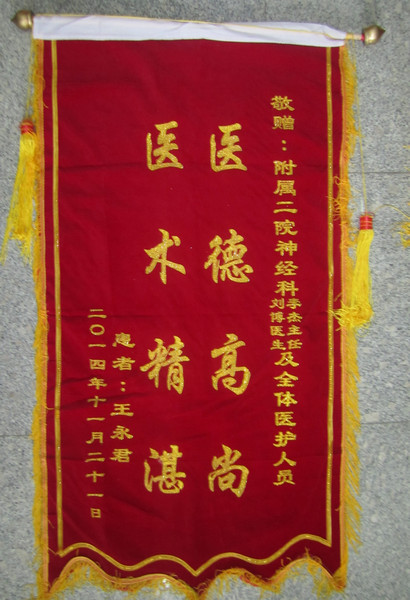 敬赠：附属二院神经科李杰主任刘博医生及全体医护人员
医德高尚
医术精湛
患者：王永君
二〇一四年十一月二十一日